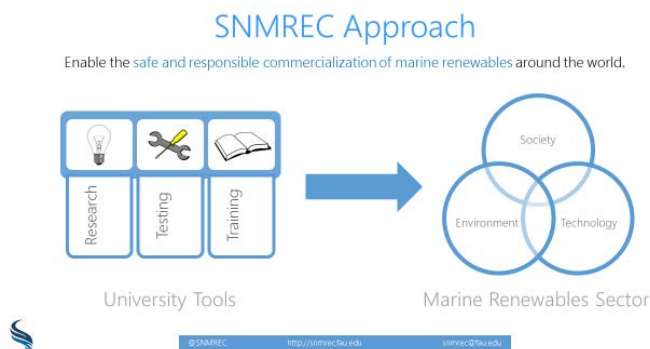 SNMREC Approach
Enable the safe and responsible commercialization of marine renewables around the world.
Research
Testing
Training
University Tools
Society
Environment
Technology
Marine Renewables Sector
@SNMREC http://snmrec.fau.edu snmrec@fau.edu